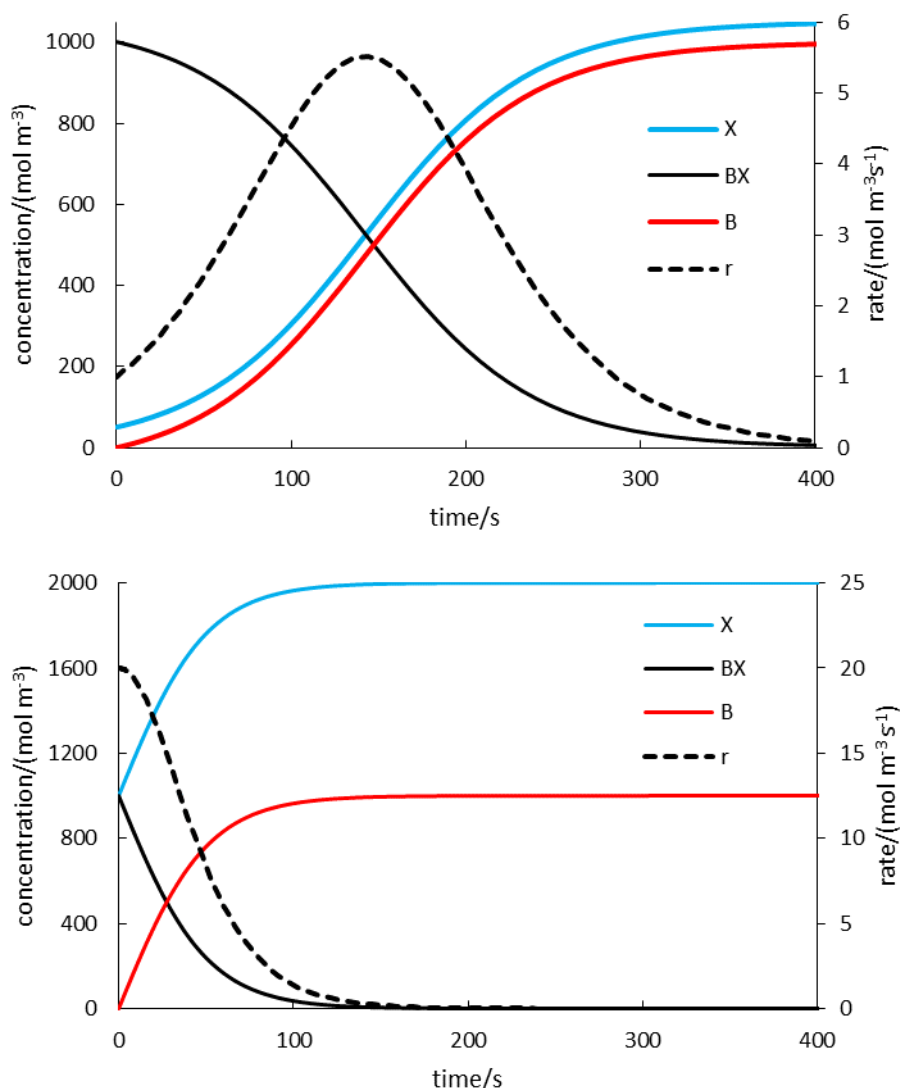 concentration/(mol m⁻³)
1000
800
600
400
200
0
X
BX
B
r
6
5
4
3
2
1
0
rate/(mol m⁻³s⁻¹)
0 100 200 300 400
time/s
concentration/(mol m⁻³)
2000
1600
1200
800
400
0
X
BX
B
r
25
20
15
10
5
0
rate/(mol m⁻³ s⁻¹)
0 100 200 300 400
time/s